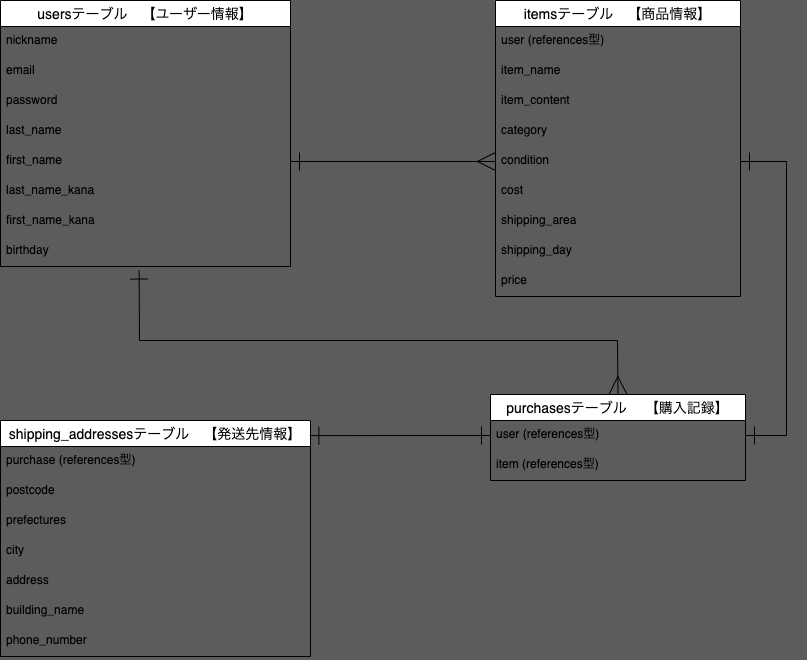 usersテーブル　【ユーザー情報】
nickname
email
password
last_name
first_name
last_name_kana
first_name_kana
birthday
itemsテーブル　【商品情報】
user (references型)
item_name
item_content
category
condition
cost
shipping_area
shipping_day
price
shipping_addressesテーブル　【発送先情報】
purchase (references型)
postcode
prefectures
city
address
building_name
phone_number
purchasesテーブル　【購入記録】
user (references型)
item (references型)